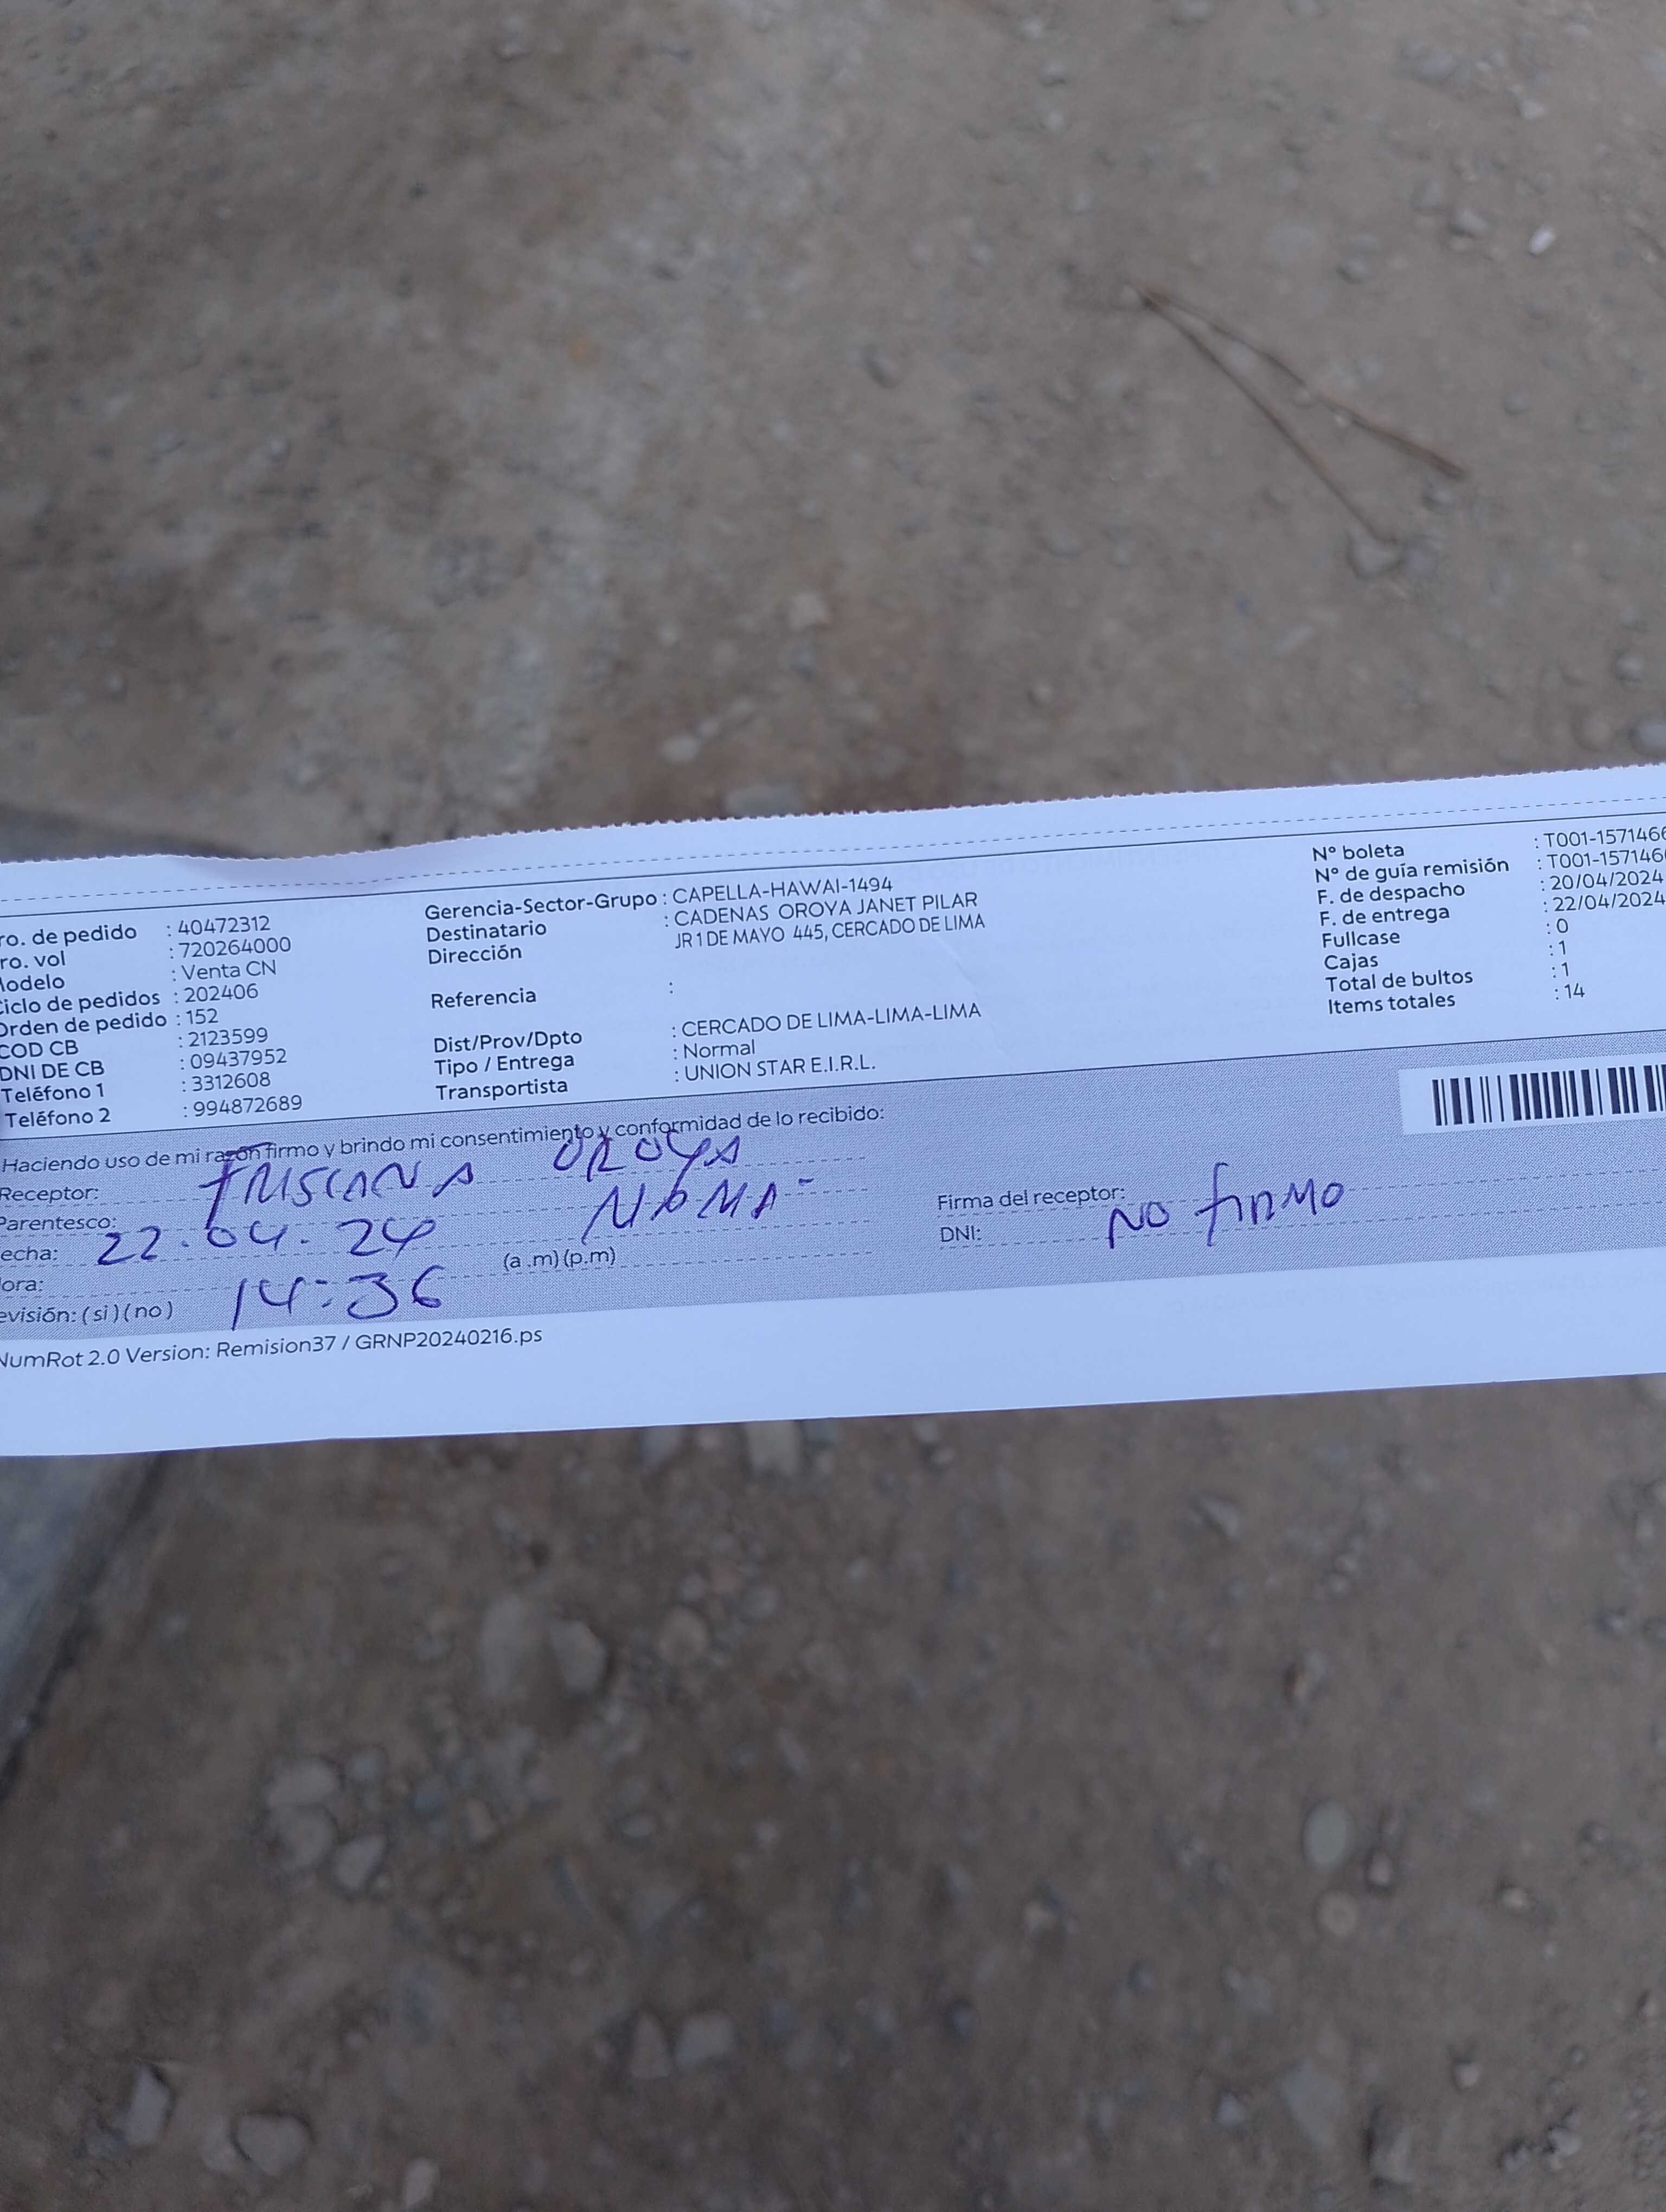 ro. de pedido : 40472312
ro. vol : 720264000
Modelo : Venta CN
Ciclo de pedidos : 202406
Orden de pedido : 152
COD CB : 2123599
DNI DE CB : 09437952
Teléfono 1 : 3312608
Teléfono 2 : 994872689
Gerencia-Sector-Grupo : CAPELLA-HAWAI-1494
Destinatario : CADENAS OROYA JANET PILAR
Dirección JR 1 DE MAYO 445, CERCADO DE LIMA
Referencia :
Dist/Prov/Dpto : CERCADO DE LIMA-LIMA-LIMA
Tipo / Entrega : Normal
Transportista : UNION STAR E.I.R.L.
N° boleta : T001-1571466
N° de guía remisión : T001-1571466
F. de despacho : 20/04/2024
F. de entrega : 22/04/2024
Fullcase : 0
Cajas : 1
Total de bultos : 1
Items totales : 14
Haciendo uso de mi razón firmo y brindo mi consentimiento y conformidad de lo recibido:
Receptor: OROYA
Parentesco:
echa: 22.04.24
ora: 14:36 (a .m) (p.m)
evisión: ( si ) ( no )
Firma del receptor: NO FIRMO
DNI:
NumRot 2.0 Version: Remision37 / GRNP20240216.ps